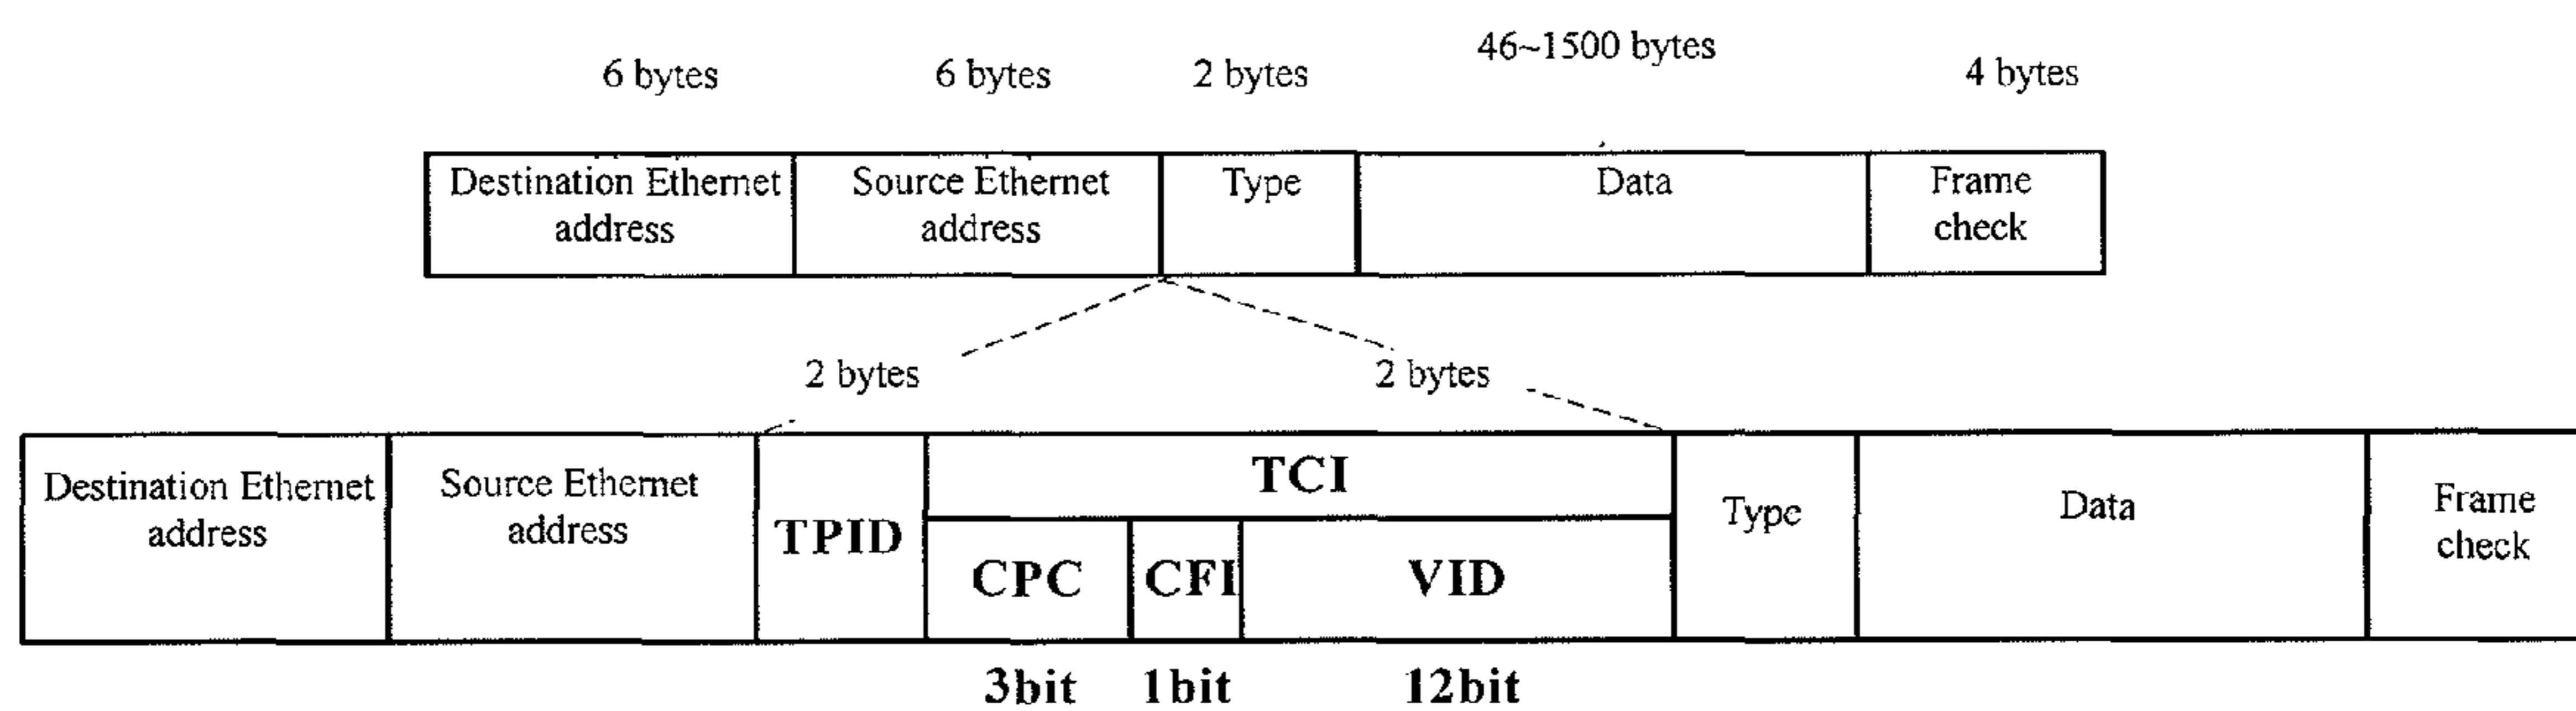 46~1500 bytes
6 bytes 6 bytes 2 bytes 4 bytes
Destination Ethernet address
Source Ethernet address
Type
Data
Frame check
2 bytes 2 bytes
Destination Ethernet address
Source Ethernet address
TPID
TCI
CPC CFI VID
Type
Data
Frame check
3bit 1bit 12bit